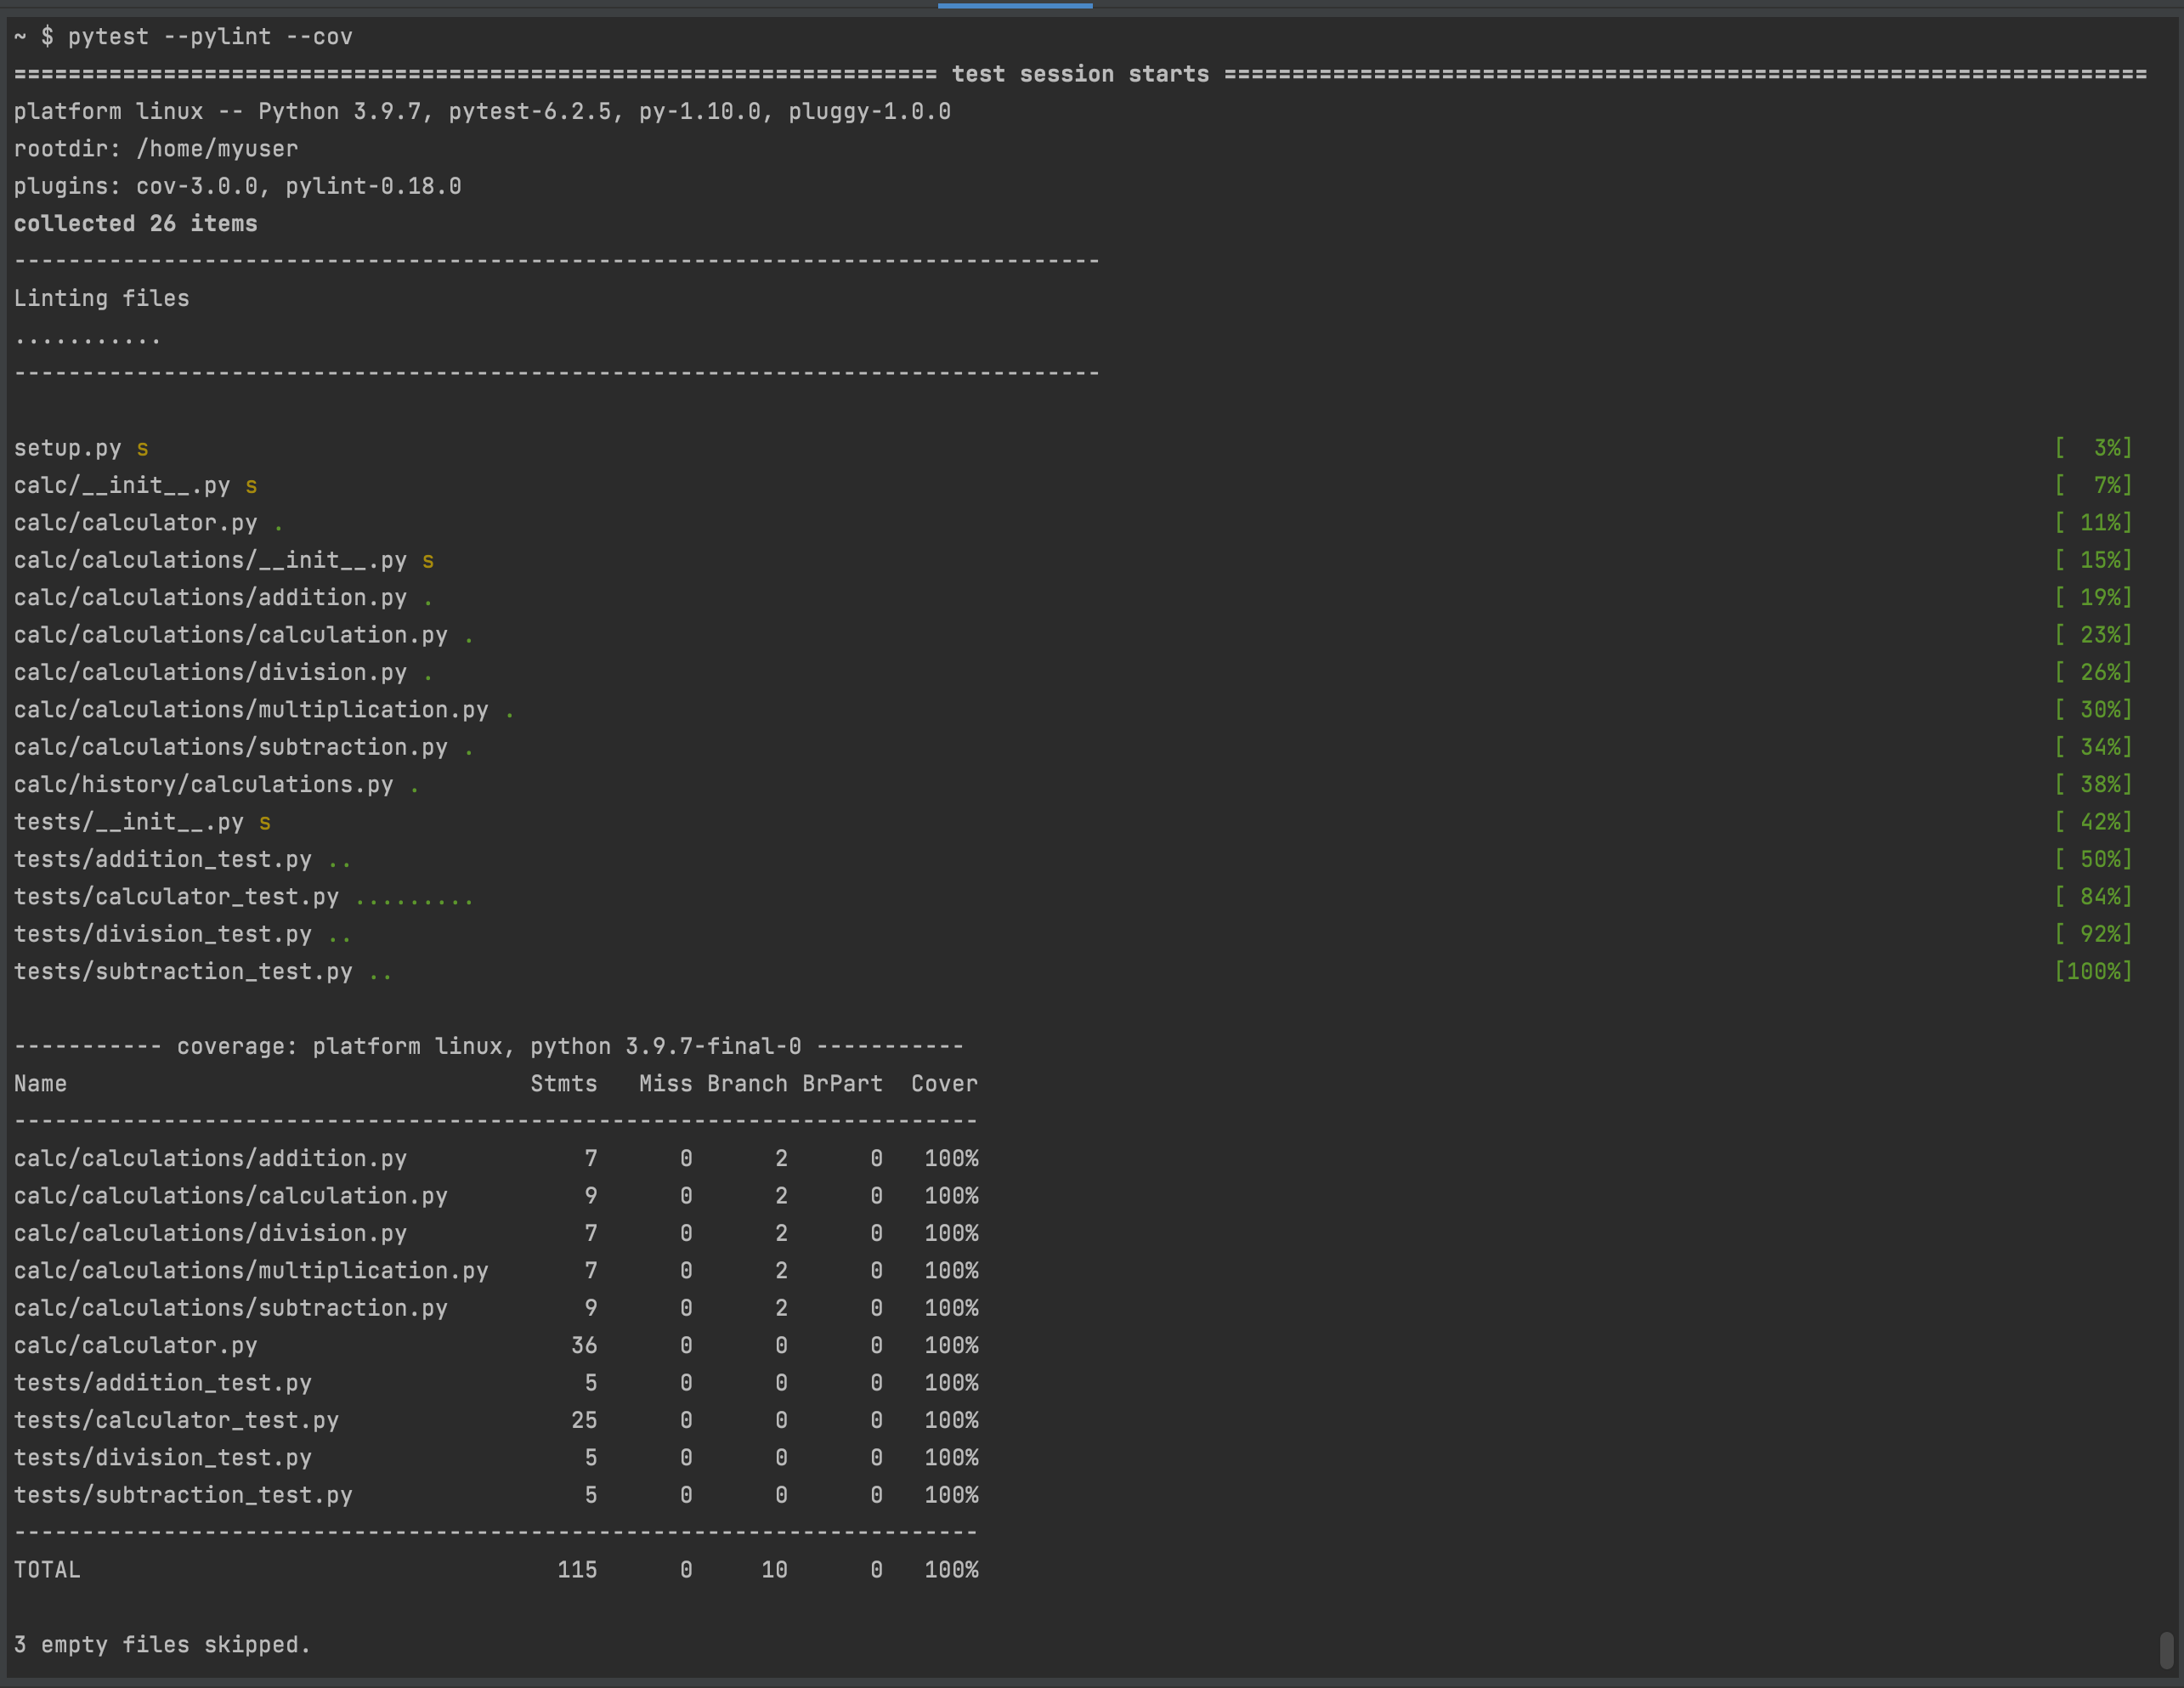 ~ $ pytest --pylint --cov
==================================================================== test session starts ====================================================================
platform linux -- Python 3.9.7, pytest-6.2.5, py-1.10.0, pluggy-1.0.0
rootdir: /home/myuser
plugins: cov-3.0.0, pylint-0.18.0
collected 26 items
--------------------------------------------------------------------------------
Linting files
...........
--------------------------------------------------------------------------------
setup.py s [  3%]
calc/__init__.py s [  7%]
calc/calculator.py . [ 11%]
calc/calculations/__init__.py s [ 15%]
calc/calculations/addition.py . [ 19%]
calc/calculations/calculation.py . [ 23%]
calc/calculations/division.py . [ 26%]
calc/calculations/multiplication.py . [ 30%]
calc/calculations/subtraction.py . [ 34%]
calc/history/calculations.py . [ 38%]
tests/__init__.py s [ 42%]
tests/addition_test.py .. [ 50%]
tests/calculator_test.py ......... [ 84%]
tests/division_test.py .. [ 92%]
tests/subtraction_test.py .. [100%]
----------- coverage: platform linux, python 3.9.7-final-0 -----------
Name                                  Stmts   Miss Branch BrPart  Cover
-----------------------------------------------------------------------
calc/calculations/addition.py             7      0      2      0   100%
calc/calculations/calculation.py          9      0      2      0   100%
calc/calculations/division.py             7      0      2      0   100%
calc/calculations/multiplication.py       7      0      2      0   100%
calc/calculations/subtraction.py          9      0      2      0   100%
calc/calculator.py                       36      0      0      0   100%
tests/addition_test.py                    5      0      0      0   100%
tests/calculator_test.py                 25      0      0      0   100%
tests/division_test.py                    5      0      0      0   100%
tests/subtraction_test.py                 5      0      0      0   100%
-----------------------------------------------------------------------
TOTAL                                   115      0     10      0   100%
3 empty files skipped.